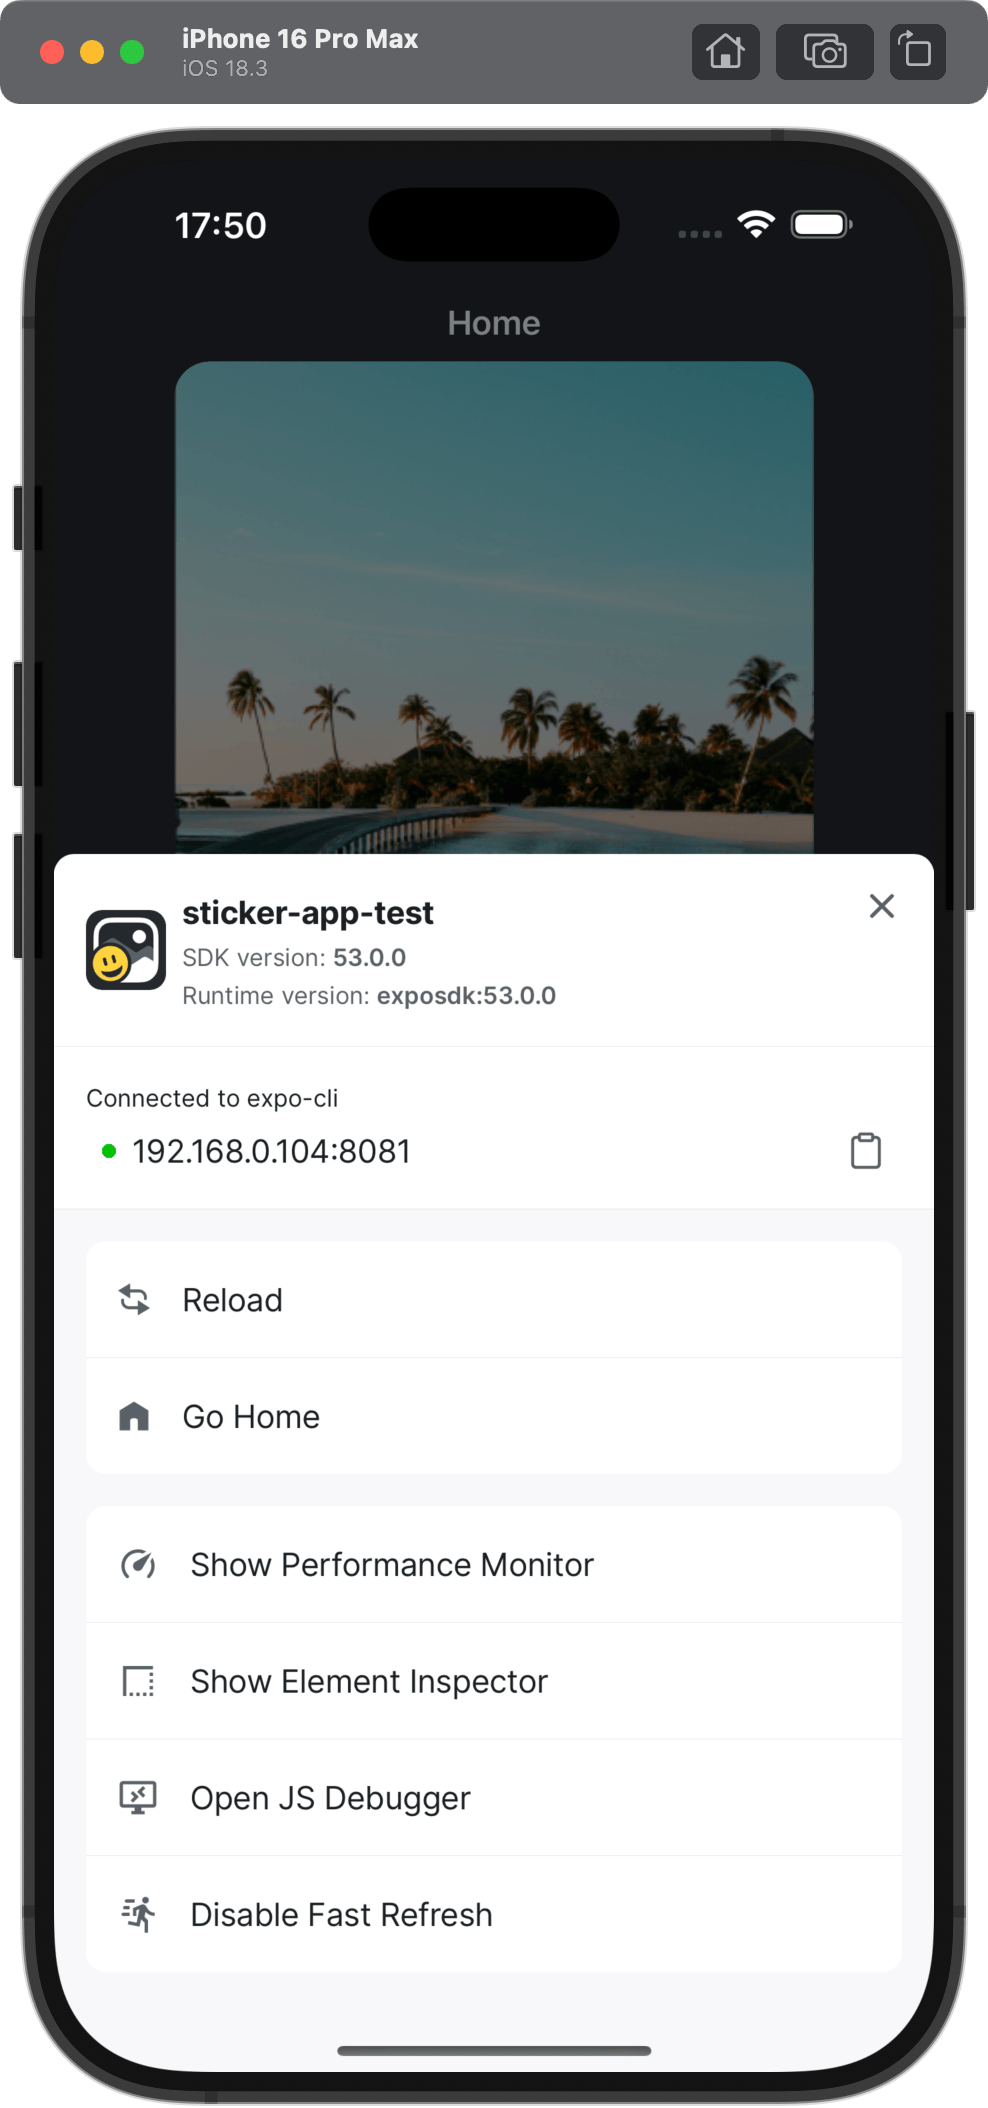 iPhone 16 Pro Max
iOS 18.3
17:50
Home
sticker-app-test
SDK version: 53.0.0
Runtime version: exposdk:53.0.0
Connected to expo-cli
192.168.0.104:8081
Reload
Go Home
Show Performance Monitor
Show Element Inspector
Open JS Debugger
Disable Fast Refresh